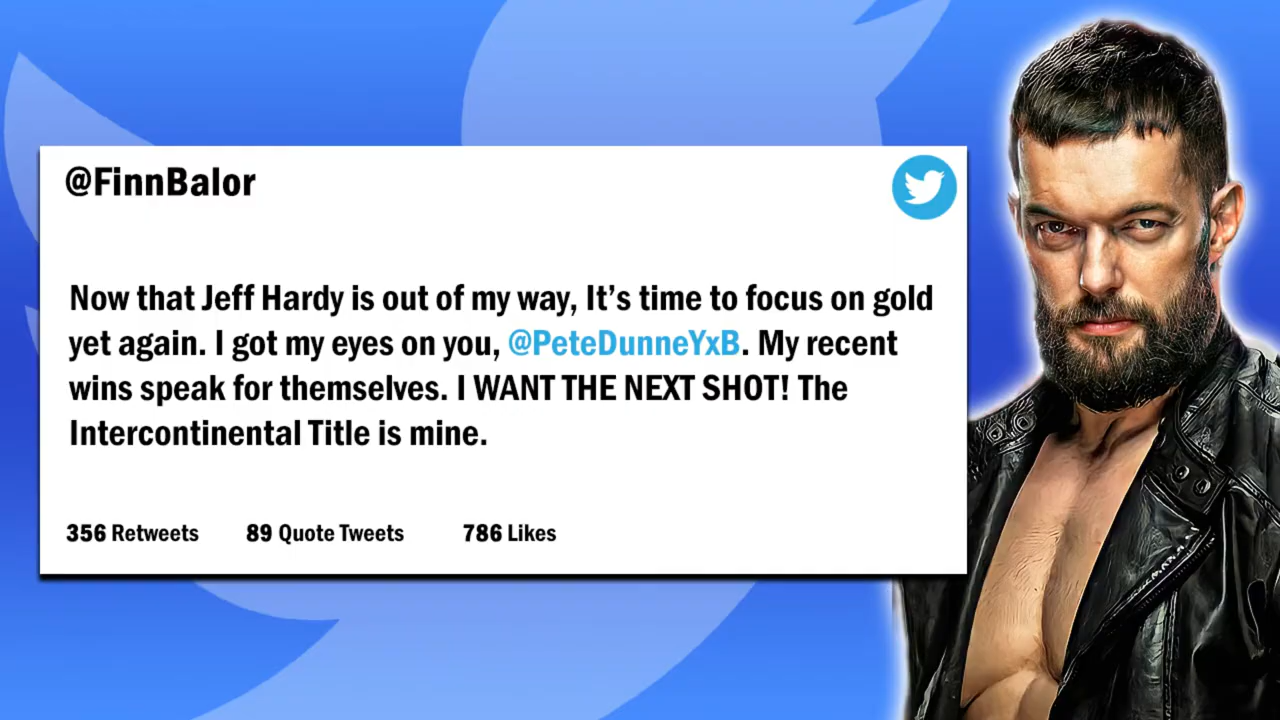 @FinnBalor
Now that Jeff Hardy is out of my way, It’s time to focus on gold
yet again. I got my eyes on you, @PeteDunneYxB. My recent
wins speak for themselves. I WANT THE NEXT SHOT! The
Intercontinental Title is mine.
356 Retweets 89 Quote Tweets 786 Likes